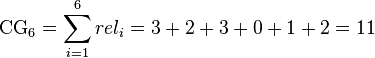 CG₆ = ∑_{i=1}^{6} rel_i = 3 + 2 + 3 + 0 + 1 + 2 = 11